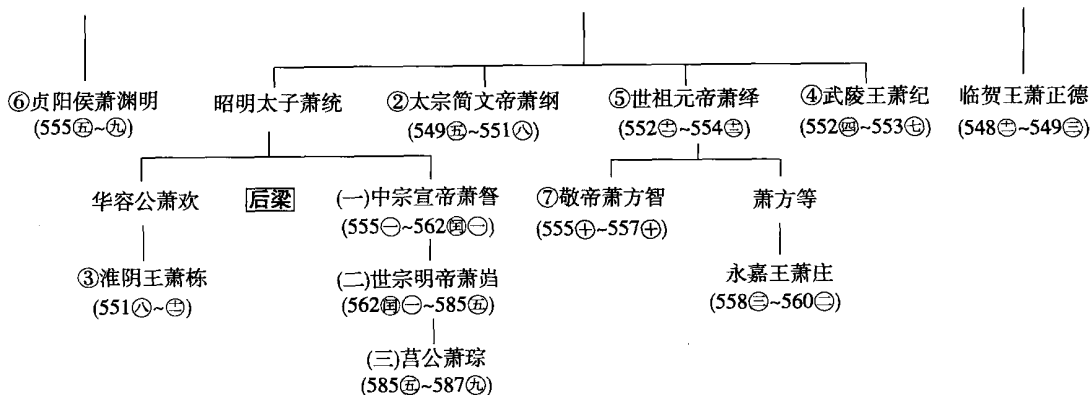 ⑥贞阳侯萧渊明 昭明太子萧统 ②太宗简文帝萧纲 ⑤世祖元帝萧绎 ④武陵王萧纪 临贺王萧正德
(555㊄~㊈) (549㊄~551㊇) (552十一~554十二) (552㊃~553㊆) (548十一~549㊂)
华容公萧欢 后梁 (一)中宗宣帝萧詧 ⑦敬帝萧方智 萧方等
(555㊀~562闰㊀) (555㊉~557㊉)
③淮阴王萧栋 (二)世宗明帝萧岿 永嘉王萧庄
(551㊇~十一) (562闰㊀~585㊄) (558㊂~560㊁)
(三)莒公萧琮
(585㊄~587㊈)